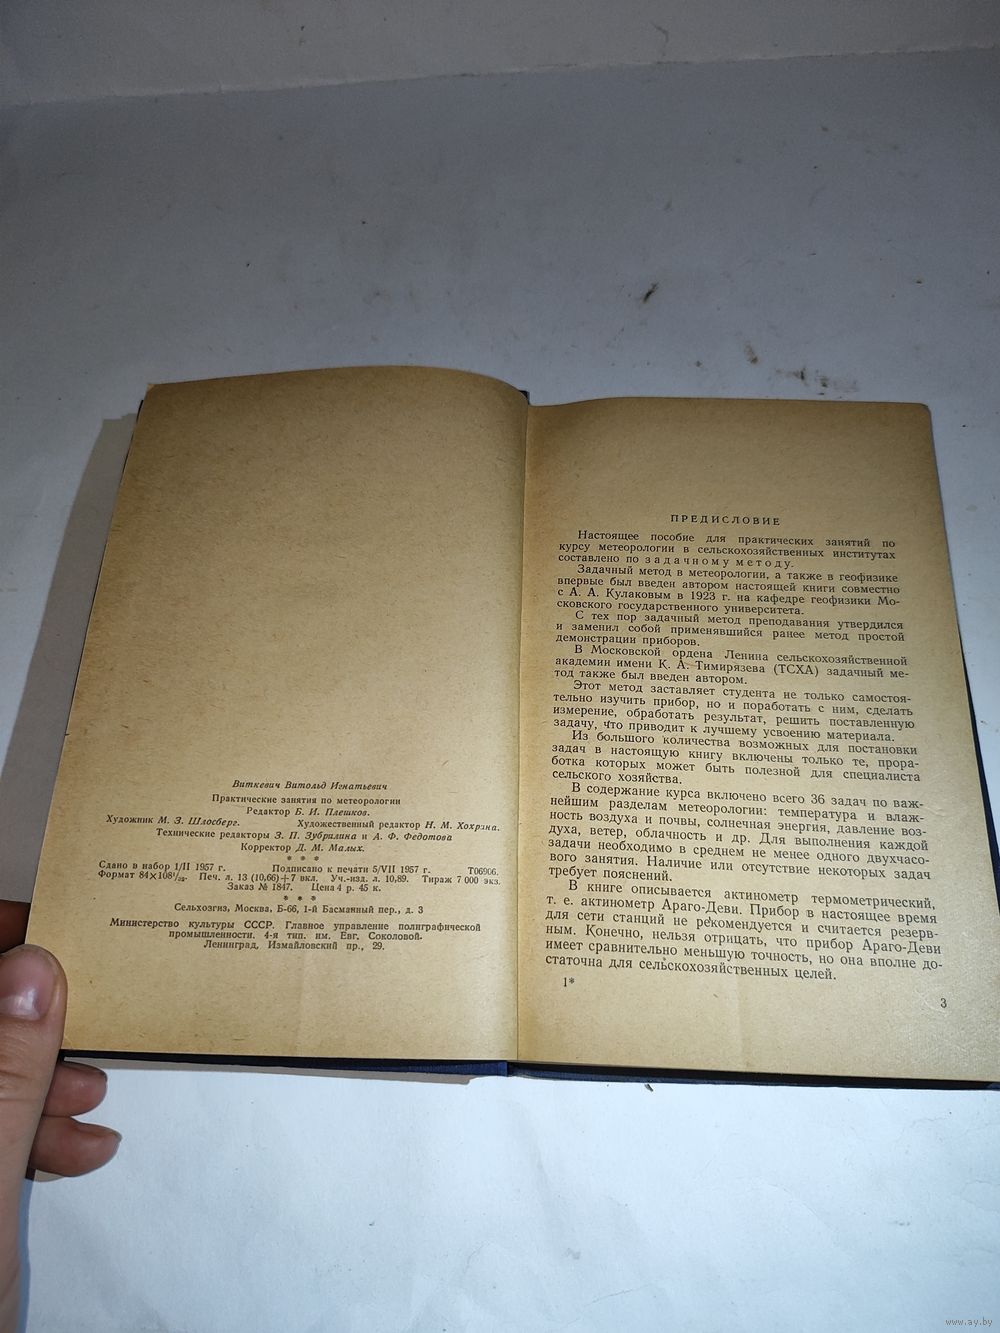 Виткевич Витольд Игнатьевич
Практические занятия по метеорологии
Редактор Б. И. Плешков.
Художник М. З. Шлосберг. Художественный редактор Н. М. Хохрина.
Технические редакторы З. П. Зубрилина и А. Ф. Федотова
Корректор Д. М. Малых.
* * *
Сдано в набор 1/II 1957 г. Подписано к печати 5/VII 1957 г. Т06906.
Формат 84×108¹/₃₂. Печ. л. 13 (10,66)+7 вкл. Уч.-изд. л. 10,89. Тираж 7 000 экз.
Заказ № 1847. Цена 4 р. 45 к.
* * *
Сельхозгиз, Москва, Б-66, 1-й Басманный пер., д. 3
Министерство культуры СССР. Главное управление полиграфической
промышленности. 4-я тип. им. Евг. Соколовой.
Ленинград, Измайловский пр., 29.
ПРЕДИСЛОВИЕ
Настоящее пособие для практических занятий по
курсу метеорологии в сельскохозяйственных институтах
составлено по задачному методу.
Задачный метод в метеорологии, а также в геофизике
впервые был введен автором настоящей книги совместно
с А. А. Кулаковым в 1923 г. на кафедре геофизики Мо-
сковского государственного университета.
С тех пор задачный метод преподавания утвердился
и заменил собой применявшийся ранее метод простой
демонстрации приборов.
В Московской ордена Ленина сельскохозяйственной
академии имени К. А. Тимирязева (ТСХА) задачный ме-
тод также был введен автором.
Этот метод заставляет студента не только самостоя-
тельно изучить прибор, но и поработать с ним, сделать
измерение, обработать результат, решить поставленную
задачу, что приводит к лучшему усвоению материала.
Из большого количества возможных для постановки
задач в настоящую книгу включены только те, прора-
ботка которых может быть полезной для специалиста
сельского хозяйства.
В содержание курса включено всего 36 задач по важ-
нейшим разделам метеорологии: температура и влаж-
ность воздуха и почвы, солнечная энергия, давление воз-
духа, ветер, облачность и др. Для выполнения каждой
задачи необходимо в среднем не менее одного двухчасо-
вого занятия. Наличие или отсутствие некоторых задач
требует пояснений.
В книге описывается актинометр термометрический,
т. е. актинометр Араго-Деви. Прибор в настоящее время
для сети станций не рекомендуется и считается резерв-
ным. Конечно, нельзя отрицать, что прибор Араго-Деви
имеет сравнительно меньшую точность, но она вполне до-
статочна для сельскохозяйственных целей.
1*
3
www.ay.by